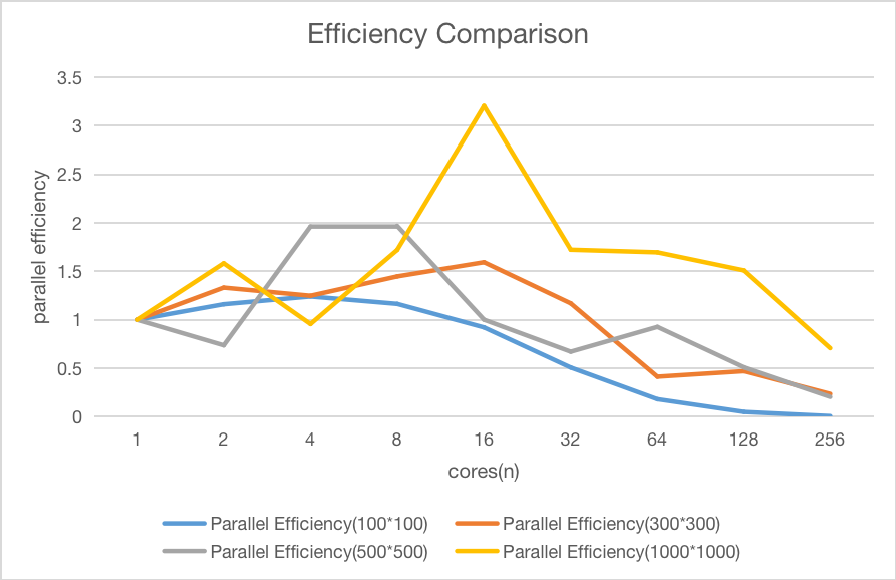 Efficiency Comparison
3.5
3
2.5
2
1.5
1
0.5
0
parallel efficiency
1 2 4 8 16 32 64 128 256
cores(n)
Parallel Efficiency(100*100) Parallel Efficiency(300*300)
Parallel Efficiency(500*500) Parallel Efficiency(1000*1000)